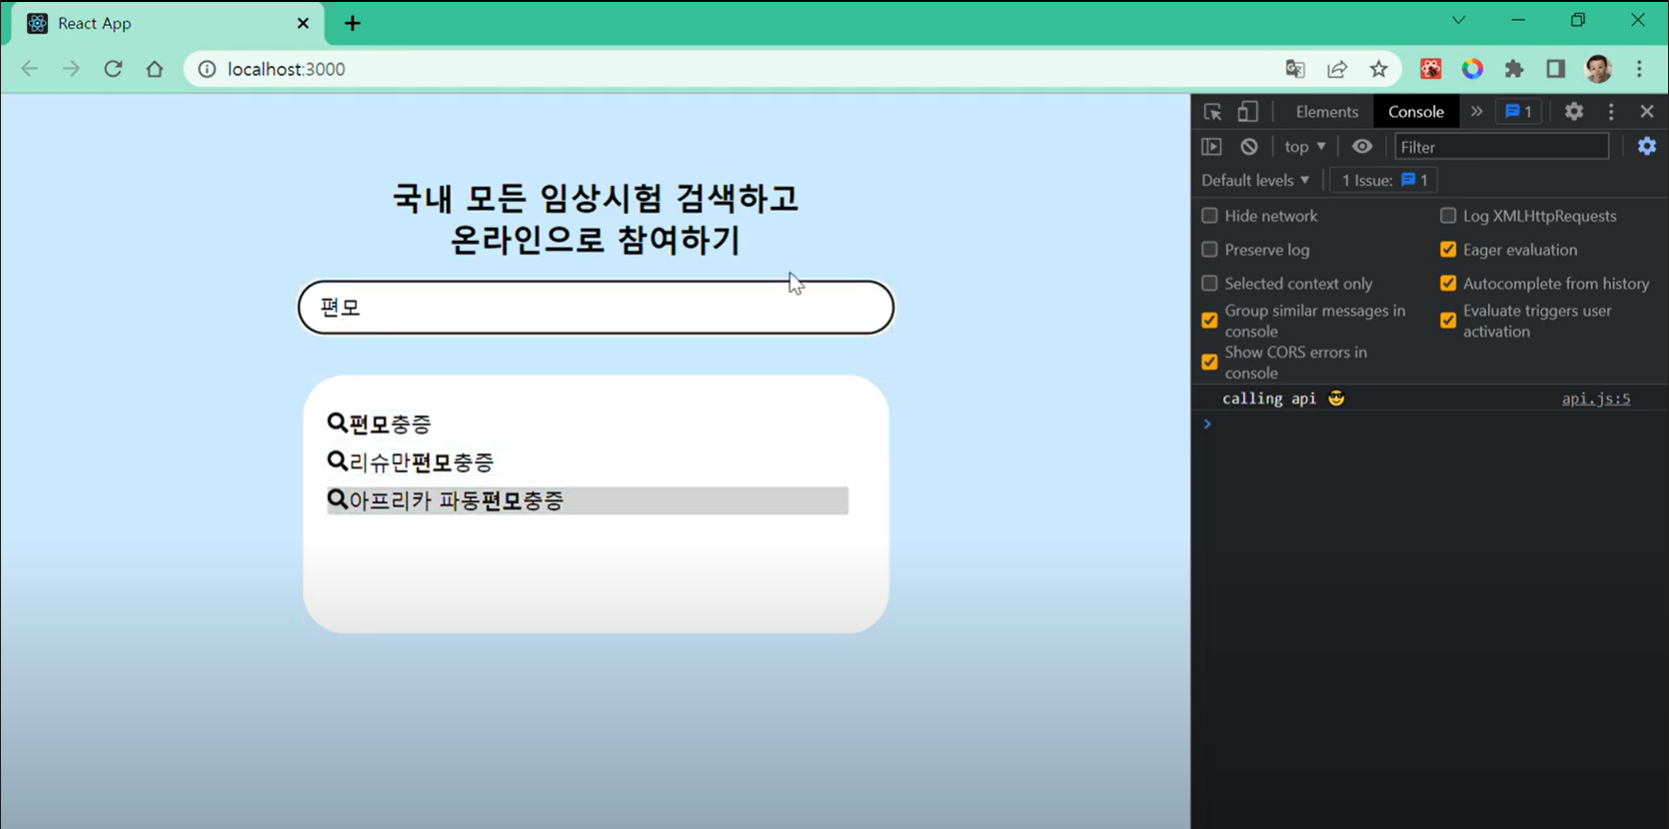 React App
localhost:3000
국내 모든 임상시험 검색하고
온라인으로 참여하기
편모
편모충증
리슈만편모충증
아프리카 파동편모충증
Elements
Console
1
top
Filter
Default levels
1 Issue:
1
Hide network
Log XMLHttpRequests
Preserve log
Eager evaluation
Selected context only
Autocomplete from history
Group similar messages in
console
Evaluate triggers user
activation
Show CORS errors in
console
calling api 😎
api.js:5